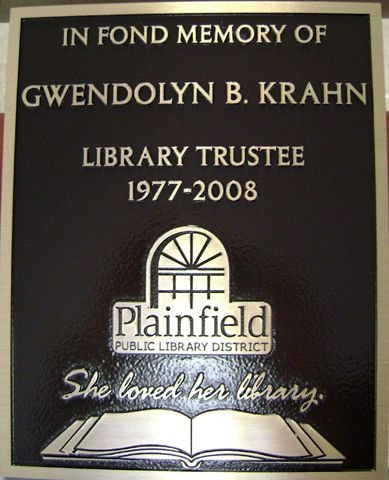 IN FOND MEMORY OF
GWENDOLYN B. KRAHN
LIBRARY TRUSTEE
1977-2008
Plainfield
PUBLIC LIBRARY DISTRICT
She loved her library.